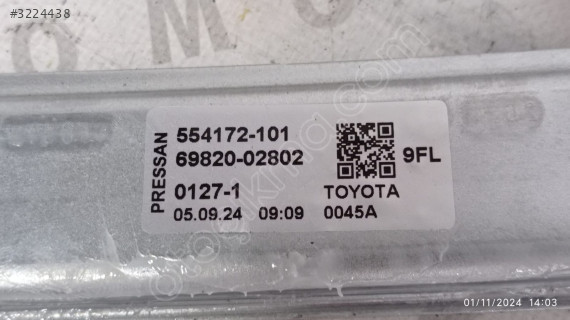 #3224438
PRESSAN
554172-101
69820-02802
9FL
0127-1 TOYOTA
05.09.24 09:09 0045A
01/11/2024 14:03